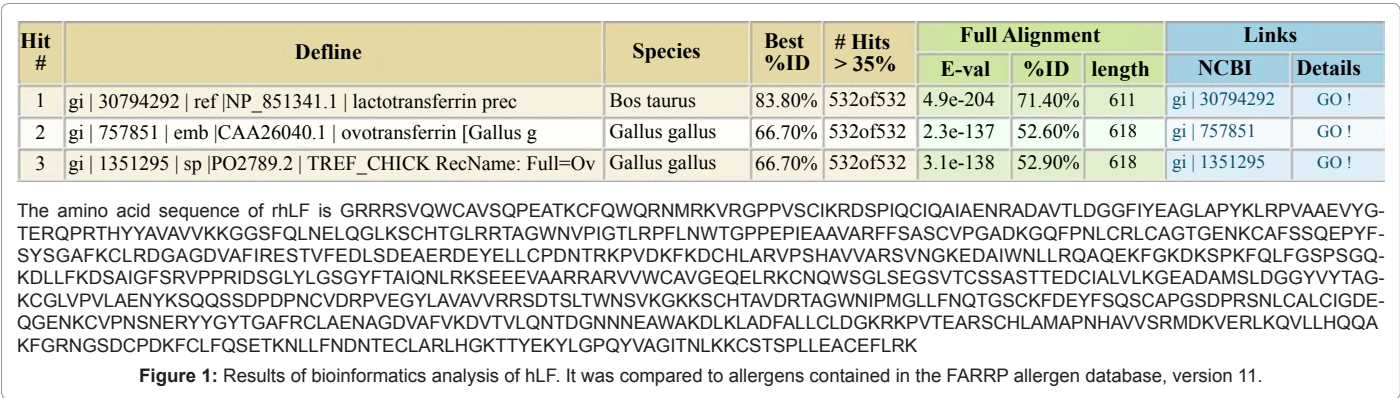 Hit # Defline Species Best %ID # Hits > 35% Full Alignment Links
E-val %ID length NCBI Details
1 gi | 30794292 | ref |NP_851341.1 | lactotransferrin prec Bos taurus 83.80% 532of532 4.9e-204 71.40% 611 gi | 30794292 GO !
2 gi | 757851 | emb |CAA26040.1 | ovotransferrin [Gallus g Gallus gallus 66.70% 532of532 2.3e-137 52.60% 618 gi | 757851 GO !
3 gi | 1351295 | sp |PO2789.2 | TREF_CHICK RecName: Full=Ov Gallus gallus 66.70% 532of532 3.1e-138 52.90% 618 gi | 1351295 GO !
The amino acid sequence of rhLF is GRRRSVQWCAVSQPEATKCFQWQRNMRKVRGPPVSCIKRDSPIQCIQAIAENRADAVTLDGGFIYEAGLAPYKLRPVAAEVYG-
TERQPRTHYYAVAVVKKGGSFQLNELQGLKSCHTGLRRTAGWNVPIGTLRPFLNWTGPPEPIEAAVARFFSASCVPGADKGQFPNLCRLCAGTGENKCAFSSQEPYF-
SYSGAFKCLRDGAGDVAFIRESTVFEDLSDEAERDEYELLCPDNTRKPVDKFKDCHLARVPSHAVVARSVNGKEDAIWNLLRQAQEKFGKDKSPKFQLFGSPSGQ-
KDLLFKDSAIGFSRVPPRIDSGLYLGSGYFTAIQNLRKSEEEVAARRARVVWCAVGEQELRKCNQWSGLSEGSVTCSSASTTEDCIALVLKGEADAMSLDGGYVYTAG-
KCGLVPVLAENYKSQQSSDPDPNCVDRPVEGYLAVAVVRRSDTSLTWNSVKGKKSCHTAVDRTAGWNIPMGLLFNQTGSCKFDEYFSQSCAPGSDPRSNLCALCIGDE-
QGENKCVPNSNERYYGYTGAFRCLAENAGDVAFVKDVTVLQNTDGNNNEAWAKDLKLADFALLCLDGKRKPVTEARSCHLAMAPNHAVVSRMDKVERLKQVLLHQQA
KFGRNGSDCPDKFCLFQSETKNLLFNDNTECLARLHGKTTYEKYLGPQYVAGITNLKKCSTSPLLEACEFLRK
Figure 1: Results of bioinformatics analysis of hLF. It was compared to allergens contained in the FARRP allergen database, version 11.